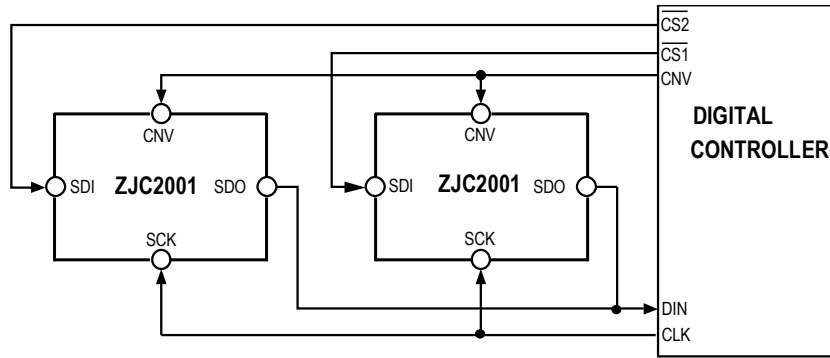 CS2
CS1
CNV
DIGITAL
CONTROLLER
CNV
CNV
SDI ZJC2001 SDO
SDI ZJC2001 SDO
SCK
SCK
DIN
CLK